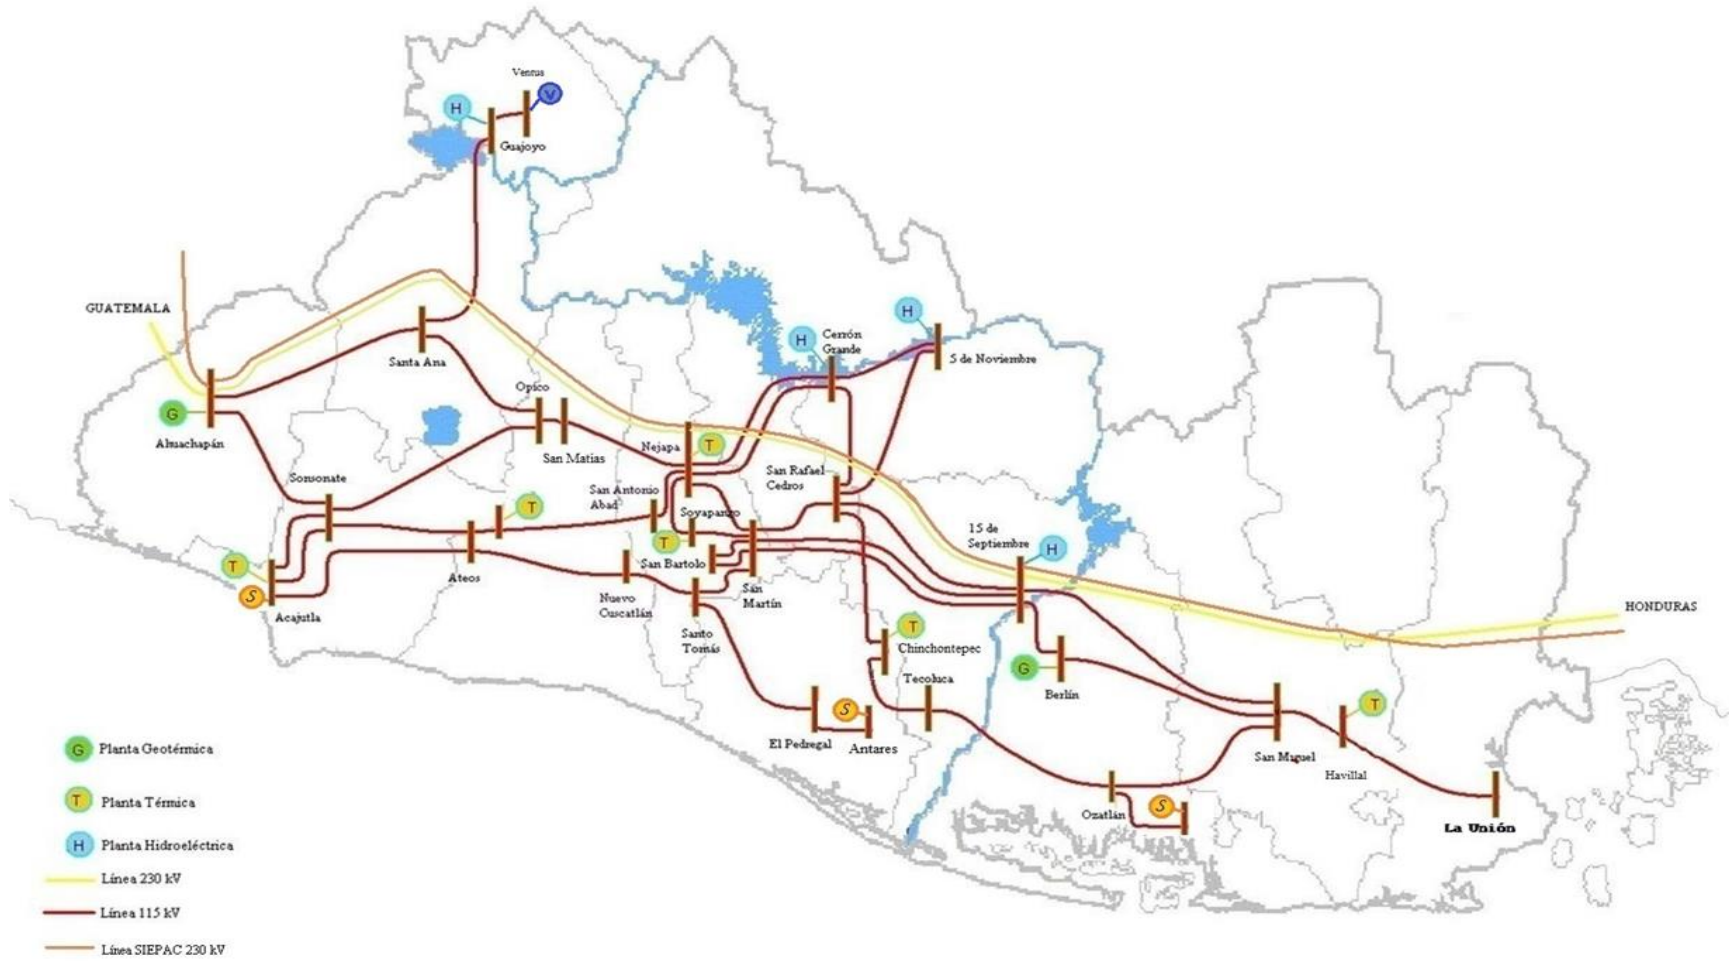 Ventus
V
H
Guajoyo
GUATEMALA
Santa Ana
H
H
Cerrón
Grande
5 de Noviembre
Opico
G
Ahuachapán
San Matias
Nejapa
T
San Rafael
Cedros
Sonsonate
San Antonio
Abad
T
Soyapango
15 de
Septiembre
H
T
T
San Bartolo
Ateos
S
Acajutla
Nuevo
Cuscatlán
San
Martín
HONDURAS
Santo
Tomás
T
Chinchontepec
G
Berlín
Tecoluca
S
El Pedregal
Antares
T
San Miguel
Havillal
Ozatlán
S
La Unión
G Planta Geotérmica
T Planta Térmica
H Planta Hidroeléctrica
Línea 230 kV
Línea 115 kV
Línea SIEPAC 230 kV